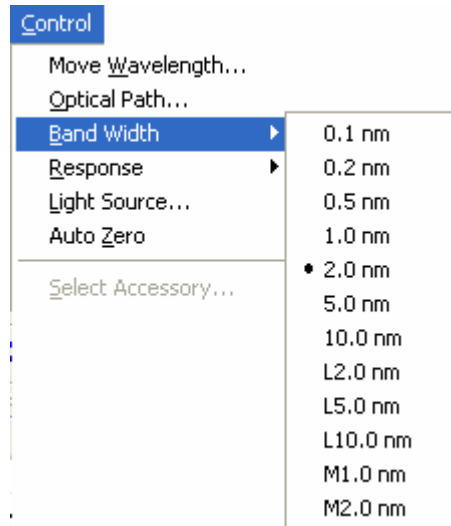 Control
Move Wavelength...
Optical Path...
Band Width
Response
Light Source...
Auto Zero
Select Accessory...
0.1 nm
0.2 nm
0.5 nm
1.0 nm
2.0 nm
5.0 nm
10.0 nm
L2.0 nm
L5.0 nm
L10.0 nm
M1.0 nm
M2.0 nm